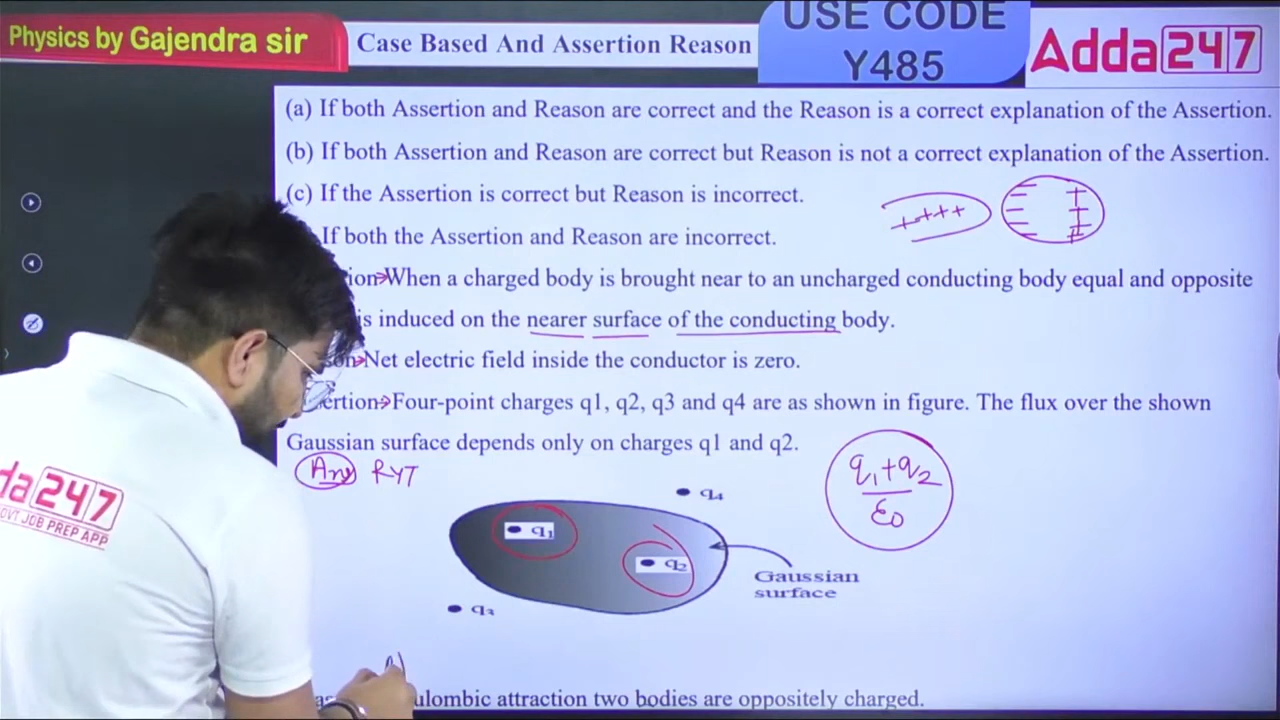 Physics by Gajendra sir
Case Based And Assertion Reason
USE CODE
Y485
Adda247
(a) If both Assertion and Reason are correct and the Reason is a correct explanation of the Assertion.
(b) If both Assertion and Reason are correct but Reason is not a correct explanation of the Assertion.
(c) If the Assertion is correct but Reason is incorrect.
If both the Assertion and Reason are incorrect.
When a charged body is brought near to an uncharged conducting body equal and opposite
is induced on the nearer surface of the conducting body.
Net electric field inside the conductor is zero.
Four-point charges q1, q2, q3 and q4 are as shown in figure. The flux over the shown
Gaussian surface depends only on charges q1 and q2.
Ans RYT
q₁+q₂
ε₀
q₄
q₁
q₂
Gaussian
surface
q₃
attraction two bodies are oppositely charged.
247
JOB PREP APP